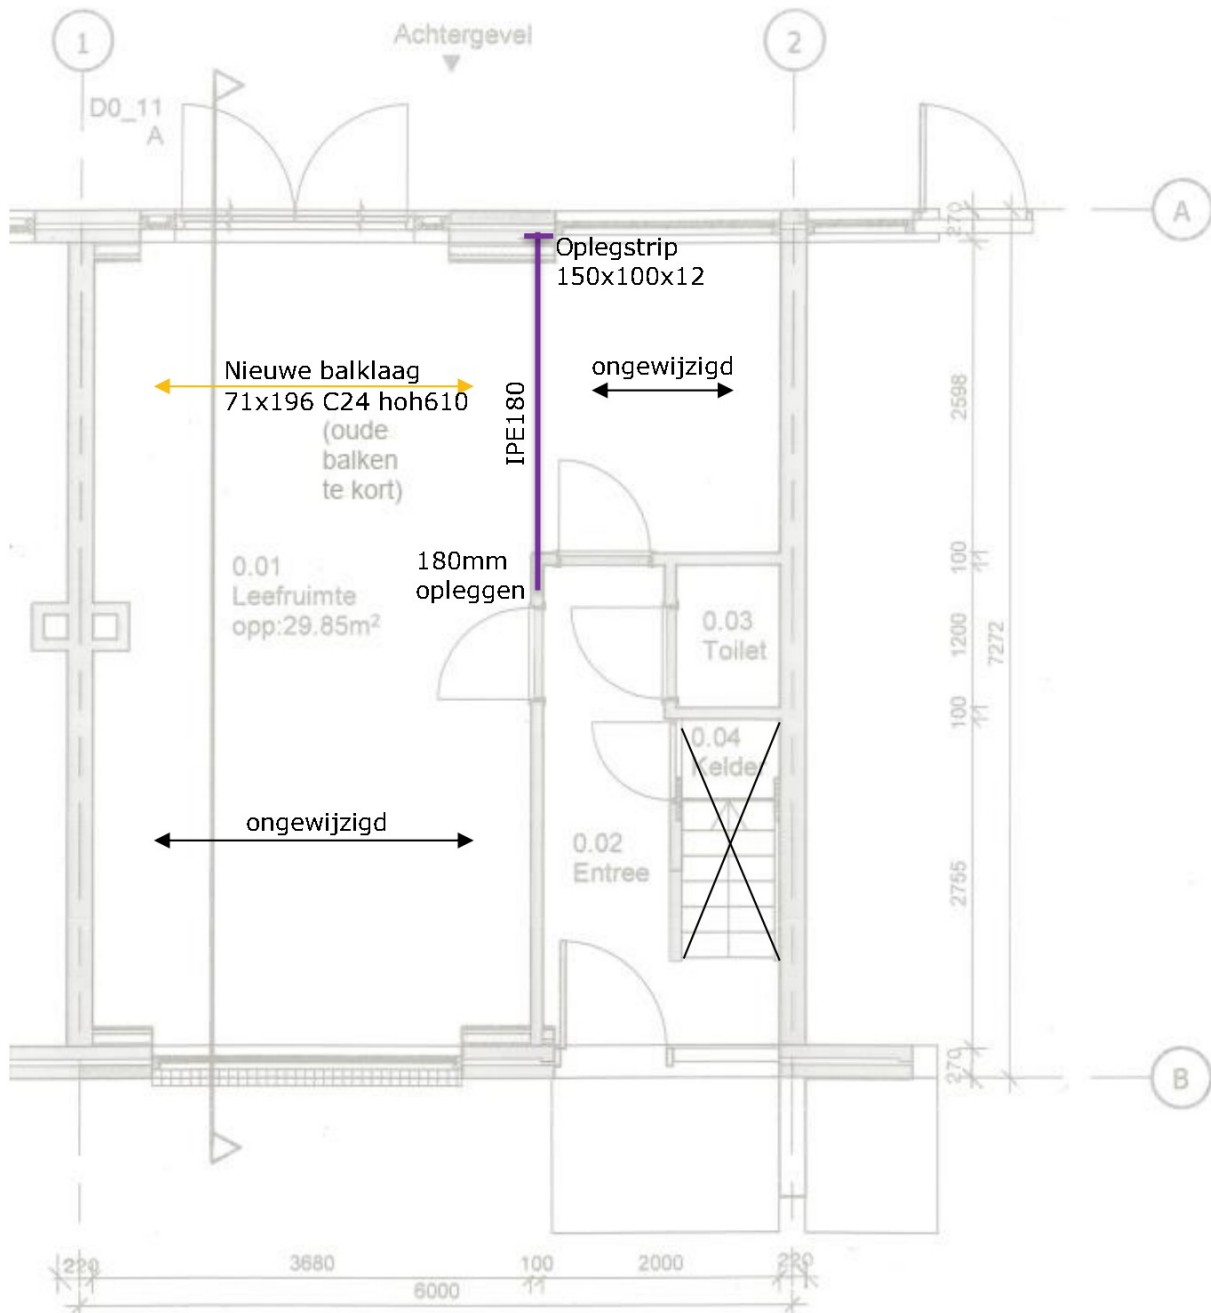 1
Achtergevel
2
D0_11
A
A
270
Oplegstrip
150x100x12
Nieuwe balklaag
71x196 C24 hoh610
(oude
balken
te kort)
ongewijzigd
IPE180
2598
180mm
opleggen
100
0.01
Leefruimte
opp:29.85m²
0.03
Toilet
1200
7272
100
0.04
Kelder
ongewijzigd
0.02
Entree
2755
270
B
220
3680
100
2000
220
6000